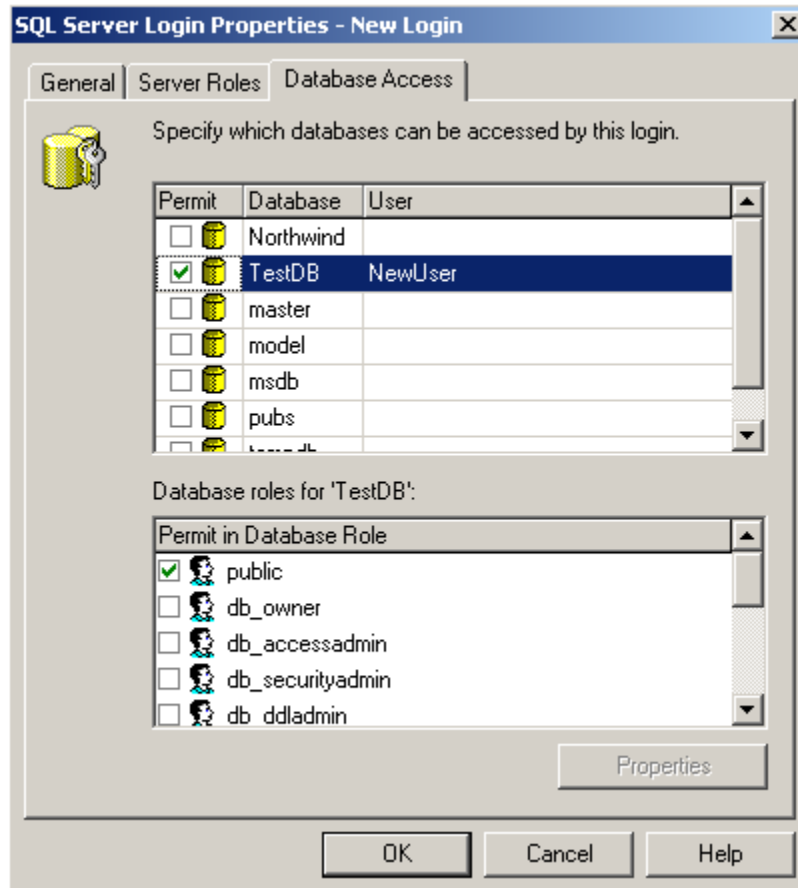 SQL Server Login Properties - New Login
General Server Roles Database Access
Specify which databases can be accessed by this login.
Permit Database User
Northwind
TestDB NewUser
master
model
msdb
pubs
Database roles for 'TestDB':
Permit in Database Role
public
db_owner
db_accessadmin
db_securityadmin
db_ddladmin
Properties
OK Cancel Help